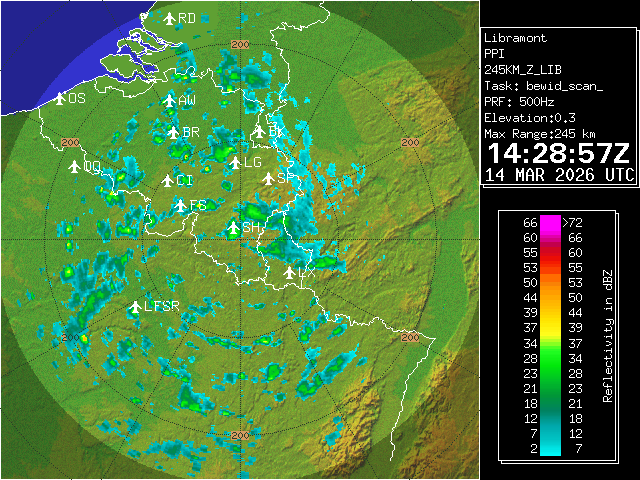 RD
200
OS
AW
BR
BK
200
200
QQ
LG
CI
SP
FS
SH
LX
LFSR
200
200
200
Libramont
PPI
245KM_Z_LIB
Task: bewid_scan_
PRF: 500Hz
Elevation:0.3
Max Range:245 km
14:28:57Z
14 MAR 2026 UTC
66 >72
60 66
55 60
53 55
50 53
44 50
39 44
37 39
34 37
28 34
23 28
21 23
18 21
12 18
7 12
2 7
Reflectivity in dBZ